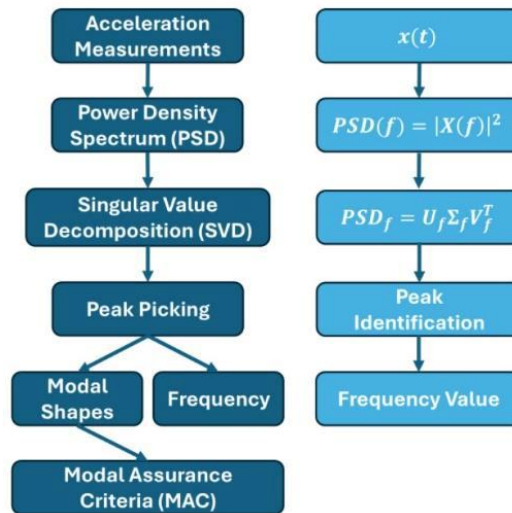 Acceleration
Measurements
Power Density
Spectrum (PSD)
Singular Value
Decomposition (SVD)
Peak Picking
Modal
Shapes
Frequency
Modal Assurance
Criteria (MAC)
x(t)
PSD(f) = |X(f)|²
PSD_f = U_f Σ_f V_f^T
Peak
Identification
Frequency Value